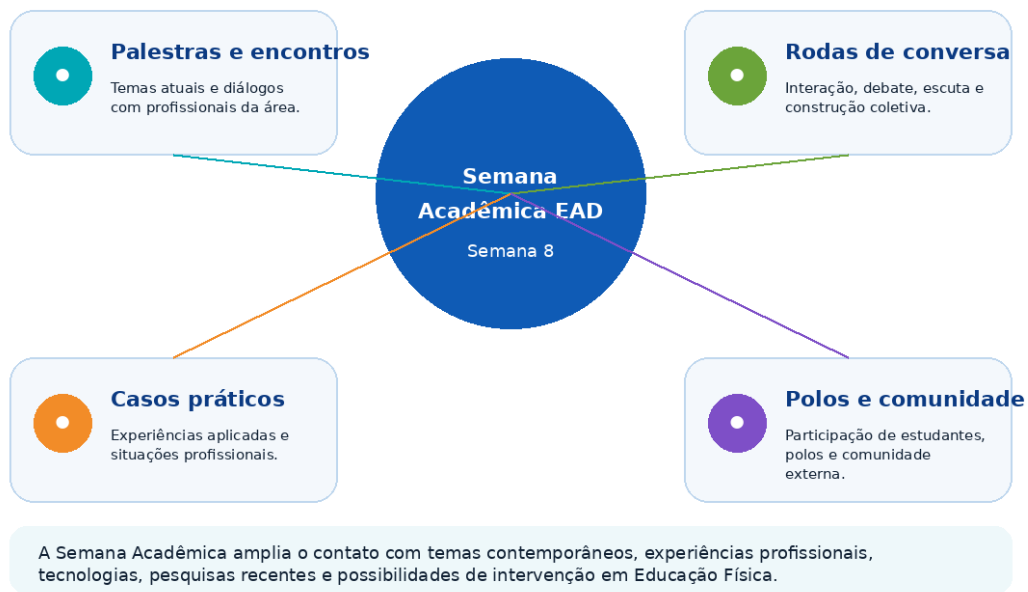 Palestras e encontros
Temas atuais e diálogos
com profissionais da área.
Rodas de conversa
Interação, debate, escuta e
construção coletiva.
Semana
Acadêmica EAD
Semana 8
Casos práticos
Experiências aplicadas e
situações profissionais.
Polos e comunidade
Participação de estudantes,
polos e comunidade
externa.
A Semana Acadêmica amplia o contato com temas contemporâneos, experiências profissionais,
tecnologias, pesquisas recentes e possibilidades de intervenção em Educação Física.